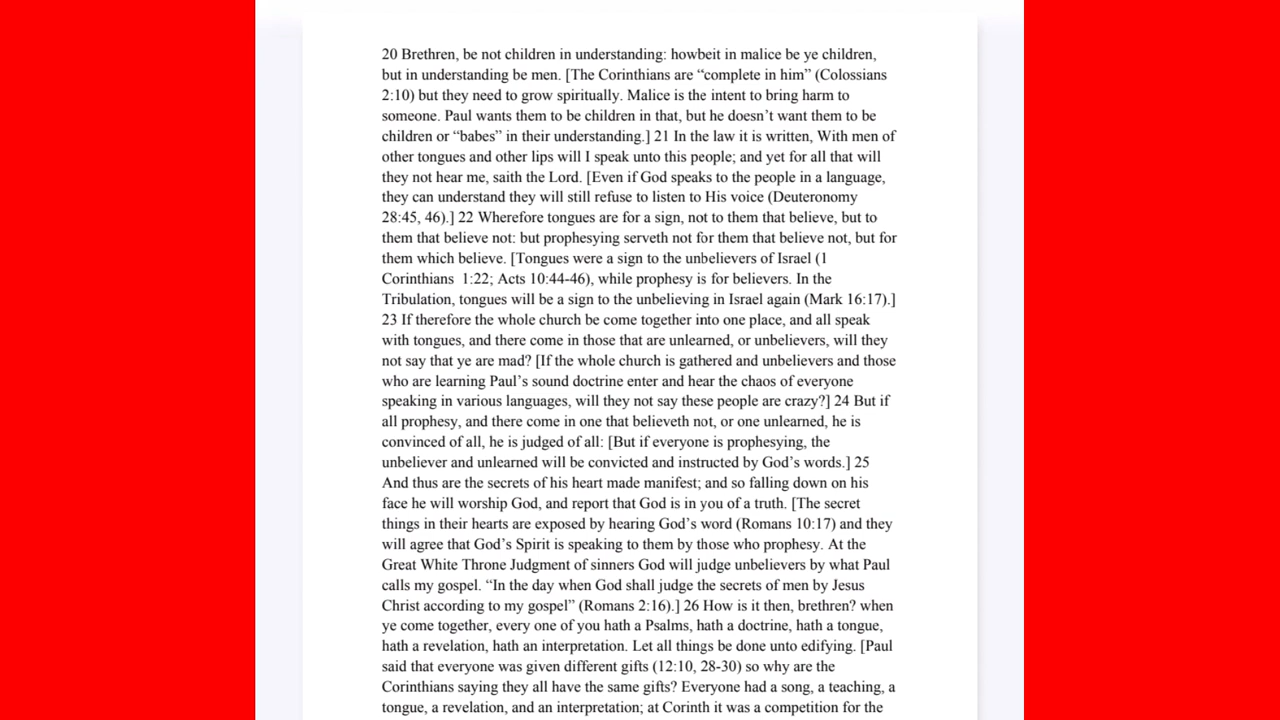 20 Brethren, be not children in understanding: howbeit in malice be ye children,
but in understanding be men. [The Corinthians are “complete in him” (Colossians
2:10) but they need to grow spiritually. Malice is the intent to bring harm to
someone. Paul wants them to be children in that, but he doesn’t want them to be
children or “babes” in their understanding.] 21 In the law it is written, With men of
other tongues and other lips will I speak unto this people; and yet for all that will
they not hear me, saith the Lord. [Even if God speaks to the people in a language,
they can understand they will still refuse to listen to His voice (Deuteronomy
28:45, 46).] 22 Wherefore tongues are for a sign, not to them that believe, but to
them that believe not: but prophesying serveth not for them that believe not, but for
them which believe. [Tongues were a sign to the unbelievers of Israel (1
Corinthians  1:22; Acts 10:44-46), while prophesy is for believers. In the
Tribulation, tongues will be a sign to the unbelieving in Israel again (Mark 16:17).]
23 If therefore the whole church be come together into one place, and all speak
with tongues, and there come in those that are unlearned, or unbelievers, will they
not say that ye are mad? [If the whole church is gathered and unbelievers and those
who are learning Paul’s sound doctrine enter and hear the chaos of everyone
speaking in various languages, will they not say these people are crazy?] 24 But if
all prophesy, and there come in one that believeth not, or one unlearned, he is
convinced of all, he is judged of all: [But if everyone is prophesying, the
unbeliever and unlearned will be convicted and instructed by God’s words.] 25
And thus are the secrets of his heart made manifest; and so falling down on his
face he will worship God, and report that God is in you of a truth. [The secret
things in their hearts are exposed by hearing God’s word (Romans 10:17) and they
will agree that God’s Spirit is speaking to them by those who prophesy. At the
Great White Throne Judgment of sinners God will judge unbelievers by what Paul
calls my gospel. “In the day when God shall judge the secrets of men by Jesus
Christ according to my gospel” (Romans 2:16).] 26 How is it then, brethren? when
ye come together, every one of you hath a Psalms, hath a doctrine, hath a tongue,
hath a revelation, hath an interpretation. Let all things be done unto edifying. [Paul
said that everyone was given different gifts (12:10, 28-30) so why are the
Corinthians saying they all have the same gifts? Everyone had a song, a teaching, a
tongue, a revelation, and an interpretation; at Corinth it was a competition for the